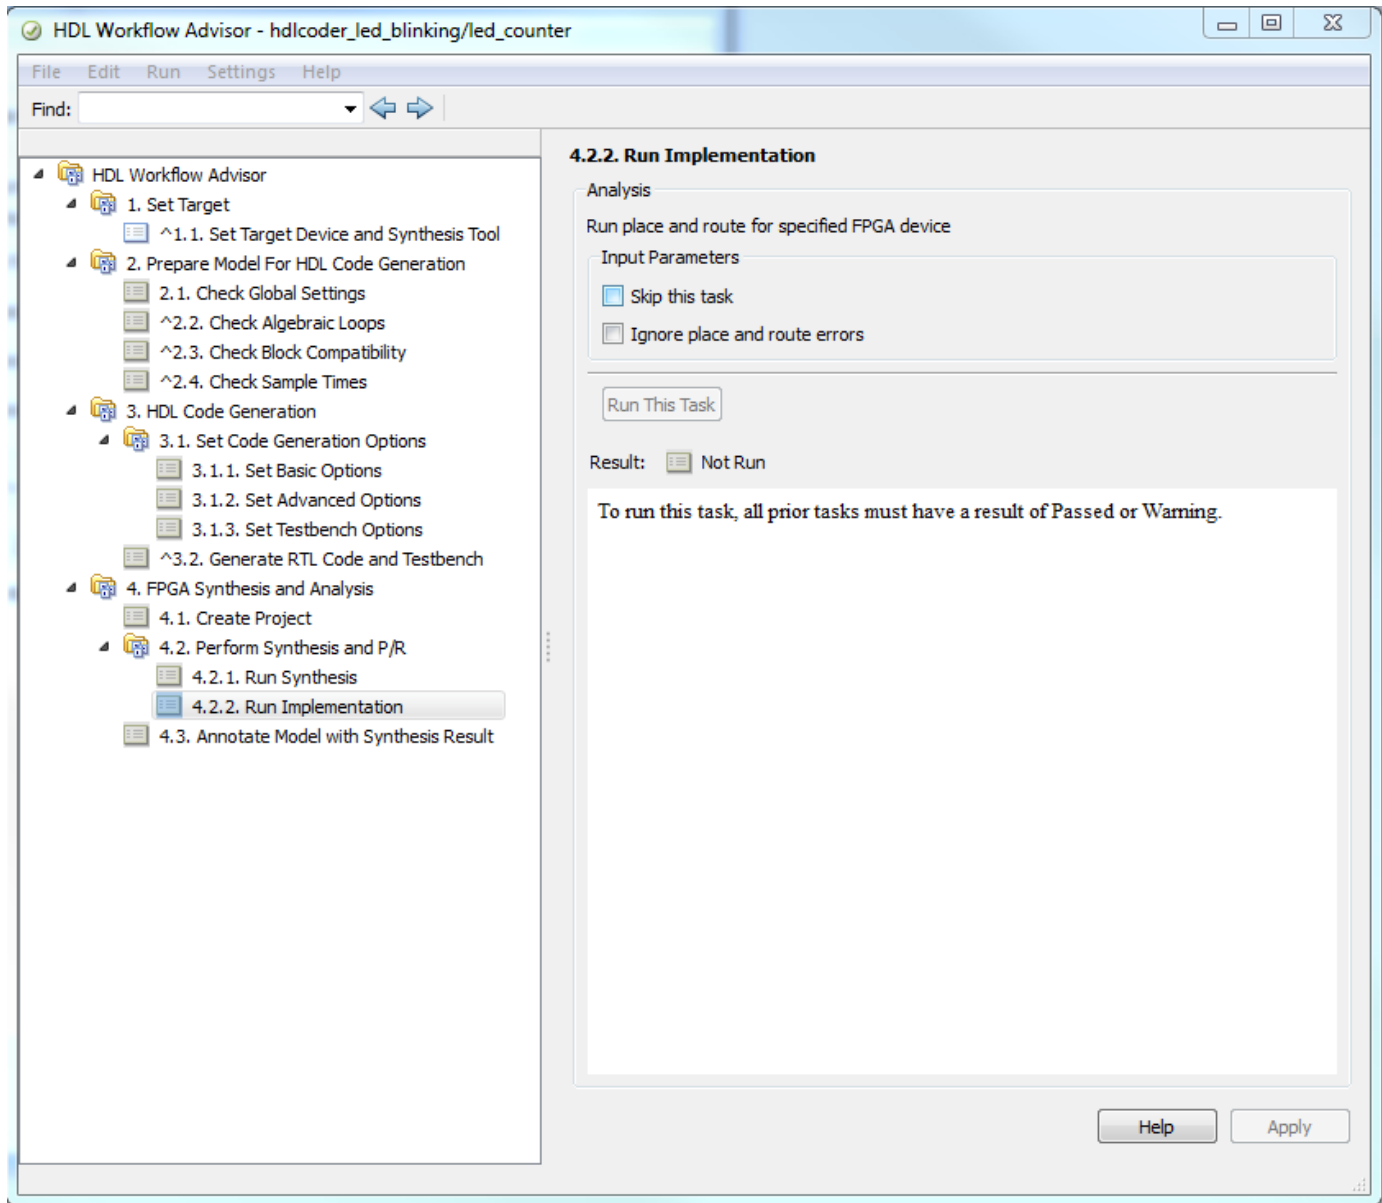 HDL Workflow Advisor - hdlcoder_led_blinking/led_counter
File Edit Run Settings Help
Find:
HDL Workflow Advisor
1. Set Target
^1.1. Set Target Device and Synthesis Tool
2. Prepare Model For HDL Code Generation
2.1. Check Global Settings
^2.2. Check Algebraic Loops
^2.3. Check Block Compatibility
^2.4. Check Sample Times
3. HDL Code Generation
3.1. Set Code Generation Options
3.1.1. Set Basic Options
3.1.2. Set Advanced Options
3.1.3. Set Testbench Options
^3.2. Generate RTL Code and Testbench
4. FPGA Synthesis and Analysis
4.1. Create Project
4.2. Perform Synthesis and P/R
4.2.1. Run Synthesis
4.2.2. Run Implementation
4.3. Annotate Model with Synthesis Result
4.2.2. Run Implementation
Analysis
Run place and route for specified FPGA device
Input Parameters
Skip this task
Ignore place and route errors
Run This Task
Result: Not Run
To run this task, all prior tasks must have a result of Passed or Warning.
Help Apply